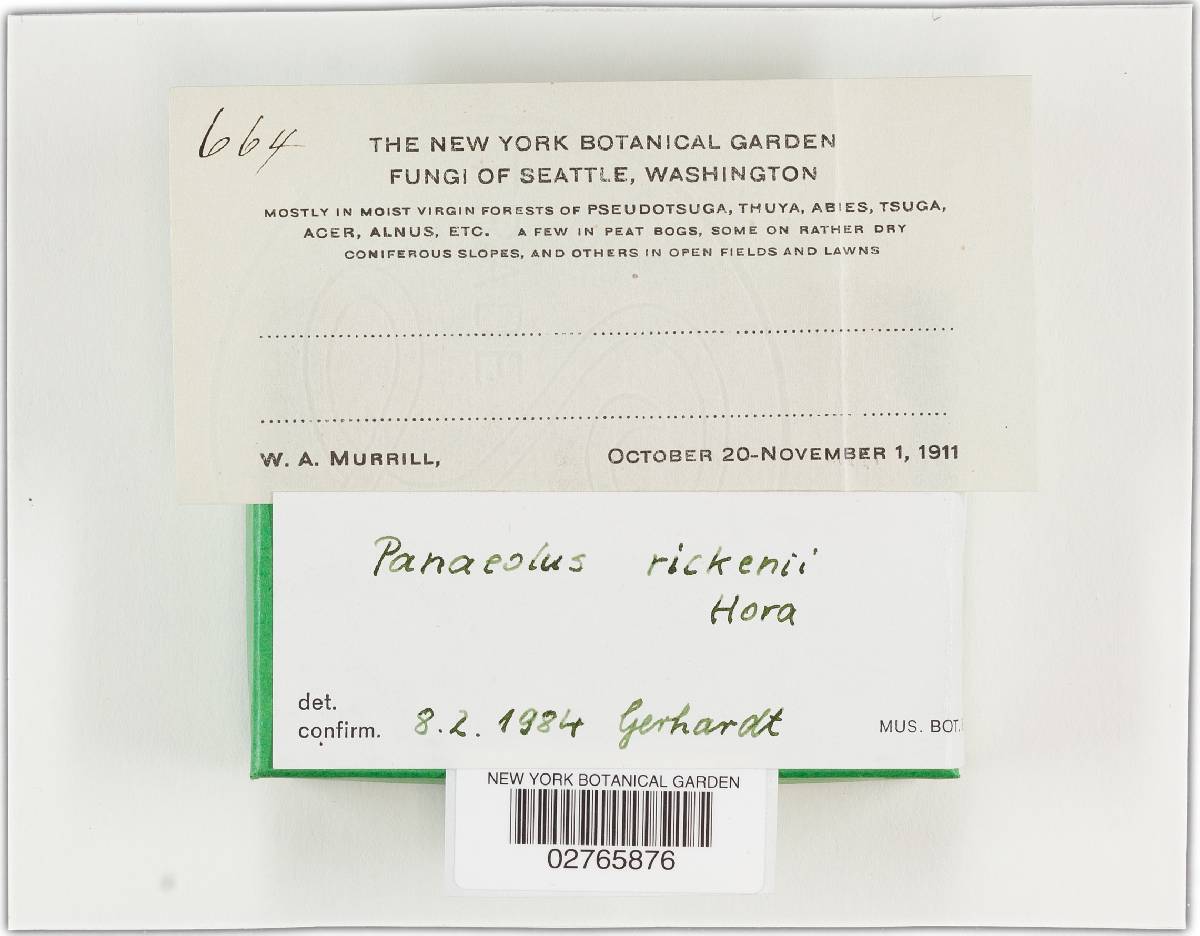 664
THE NEW YORK BOTANICAL GARDEN
FUNGI OF SEATTLE, WASHINGTON
MOSTLY IN MOIST VIRGIN FORESTS OF PSEUDOTSUGA, THUYA, ABIES, TSUGA,
ACER, ALNUS, ETC. A FEW IN PEAT BOGS, SOME ON RATHER DRY
CONIFEROUS SLOPES, AND OTHERS IN OPEN FIELDS AND LAWNS
W. A. MURRILL, OCTOBER 20-NOVEMBER 1, 1911
Panaeolus rickenii
Hora
det.
confirm. 8.2.1984 Gerhardt MUS. BOT.
NEW YORK BOTANICAL GARDEN
02765876